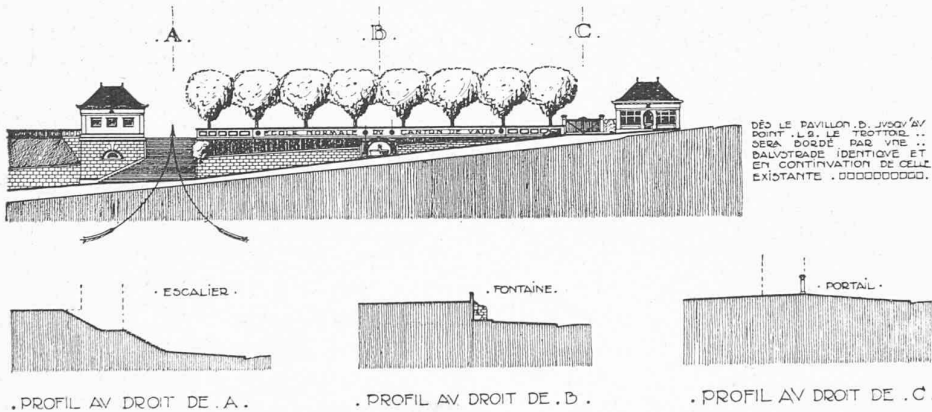 .A. .B. .C.
ECOLE NORMALE DU CANTON DE VAUD
DÈS LE PAVILLON .B. JVSQV'AV
POINT .L.2. LE TROTTOIR ..
SERA BORDÉ PAR VNE ..
BALVSTRADE IDENTIQVE ET
EN CONTINVATION DE CELLE
EXISTANTE .
· ESCALIER ·
· FONTAINE.
· PORTAIL ·
. PROFIL AV DROIT DE .A.
. PROFIL AV DROIT DE .B.
. PROFIL AV DROIT DE .C.